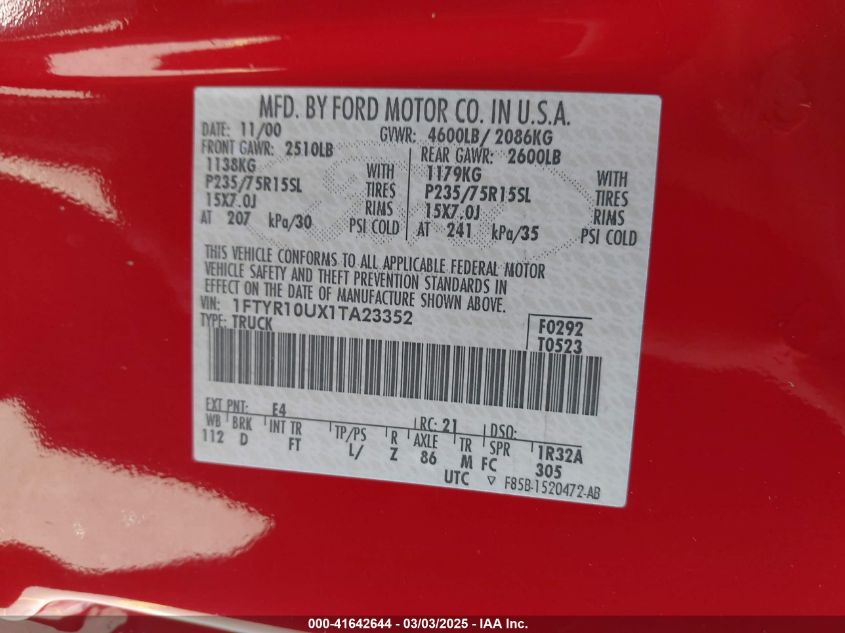 MFD. BY FORD MOTOR CO. IN U.S.A.
DATE: 11/00 GVWR: 4600LB/ 2086KG
FRONT GAWR: 2510LB REAR GAWR: 2600LB
1138KG WITH 1179KG WITH
P235/75R15SL TIRES P235/75R15SL TIRES
15X7.0J RIMS 15X7.0J RIMS
AT 207 kPa/30 PSI COLD AT 241 kPa/35 PSI COLD
THIS VEHICLE CONFORMS TO ALL APPLICABLE FEDERAL MOTOR
VEHICLE SAFETY AND THEFT PREVENTION STANDARDS IN
EFFECT ON THE DATE OF MANUFACTURE SHOWN ABOVE.
VIN: 1FTYR10UX1TA23352
TYPE: TRUCK F0292
T0523
EXT PNT: E4 RC: 21 DSO:
WB BRK INT TR TP/PS R AXLE TR SPR 1R32A
112 D FT L/ Z 86 M FC 305
UTC ▽ F85B-1520472-AB
000-41642644 - 03/03/2025 - IAA Inc.